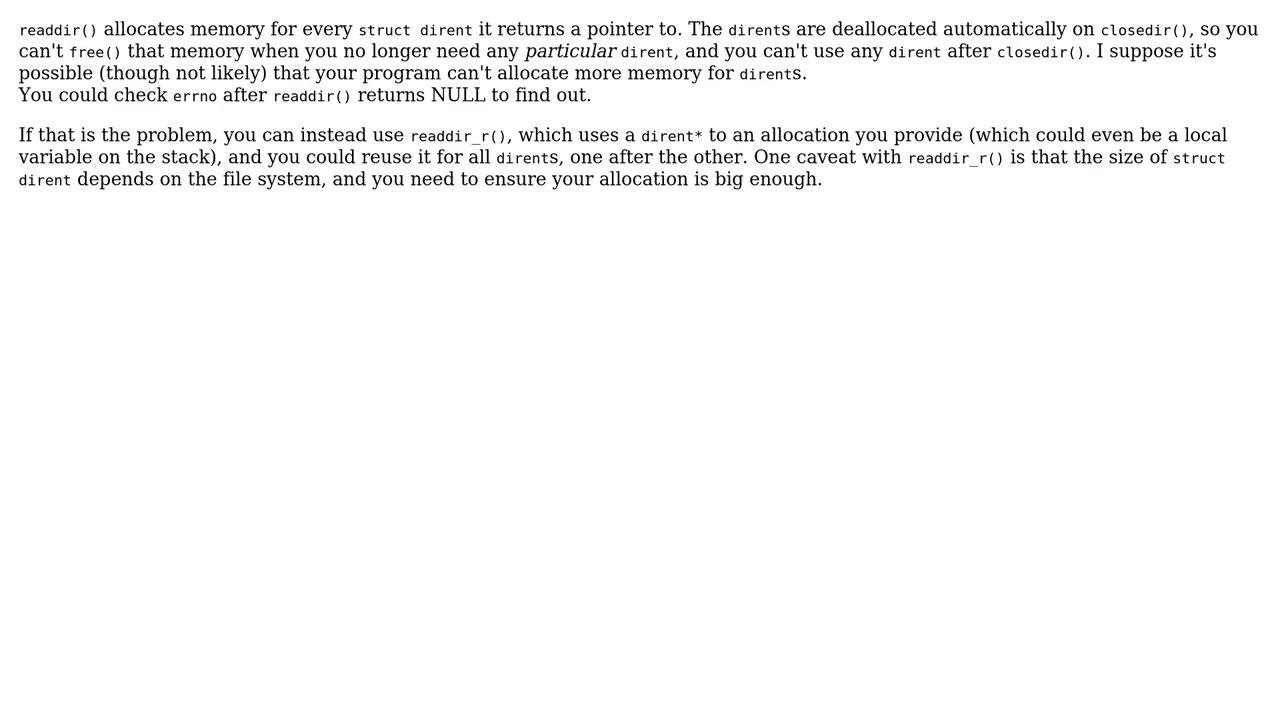 readdir() allocates memory for every struct dirent it returns a pointer to. The dirents are deallocated automatically on closedir(), so you
can't free() that memory when you no longer need any particular dirent, and you can't use any dirent after closedir(). I suppose it's
possible (though not likely) that your program can't allocate more memory for dirents.
You could check errno after readdir() returns NULL to find out.
If that is the problem, you can instead use readdir_r(), which uses a dirent* to an allocation you provide (which could even be a local
variable on the stack), and you could reuse it for all dirents, one after the other. One caveat with readdir_r() is that the size of struct
dirent depends on the file system, and you need to ensure your allocation is big enough.